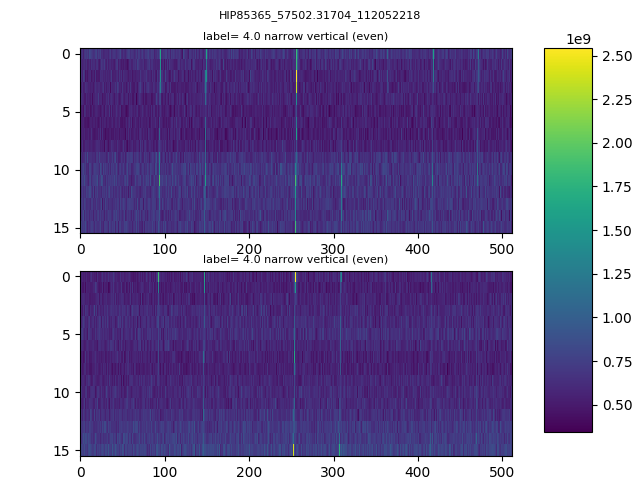 HIP85365_57502.31704_112052218
label= 4.0 narrow vertical (even)
1e9
0
5
10
15
0 100 200 300 400 500
label= 4.0 narrow vertical (even)
0
5
10
15
0 100 200 300 400 500
2.50
2.25
2.00
1.75
1.50
1.25
1.00
0.75
0.50